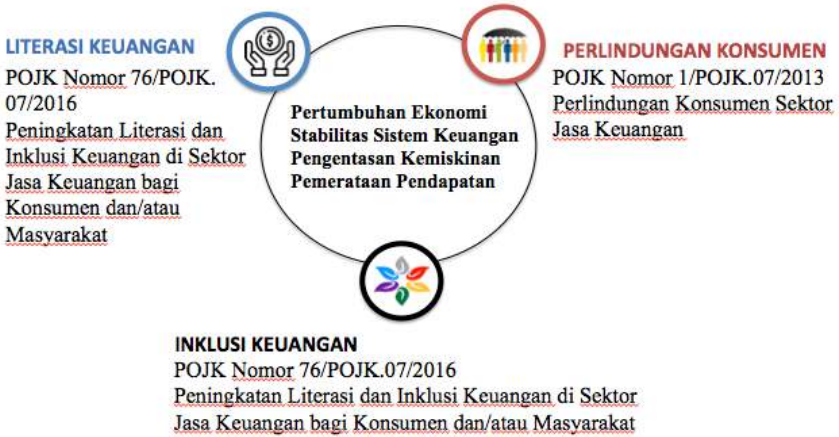 LITERASI KEUANGAN
POJK Nomor 76/POJK.
07/2016
Peningkatan Literasi dan
Inklusi Keuangan di Sektor
Jasa Keuangan bagi
Konsumen dan/atau
Masyarakat
PERLINDUNGAN KONSUMEN
POJK Nomor 1/POJK.07/2013
Perlindungan Konsumen Sektor
Jasa Keuangan
Pertumbuhan Ekonomi
Stabilitas Sistem Keuangan
Pengentasan Kemiskinan
Pemerataan Pendapatan
INKLUSI KEUANGAN
POJK Nomor 76/POJK.07/2016
Peningkatan Literasi dan Inklusi Keuangan di Sektor
Jasa Keuangan bagi Konsumen dan/atau Masyarakat